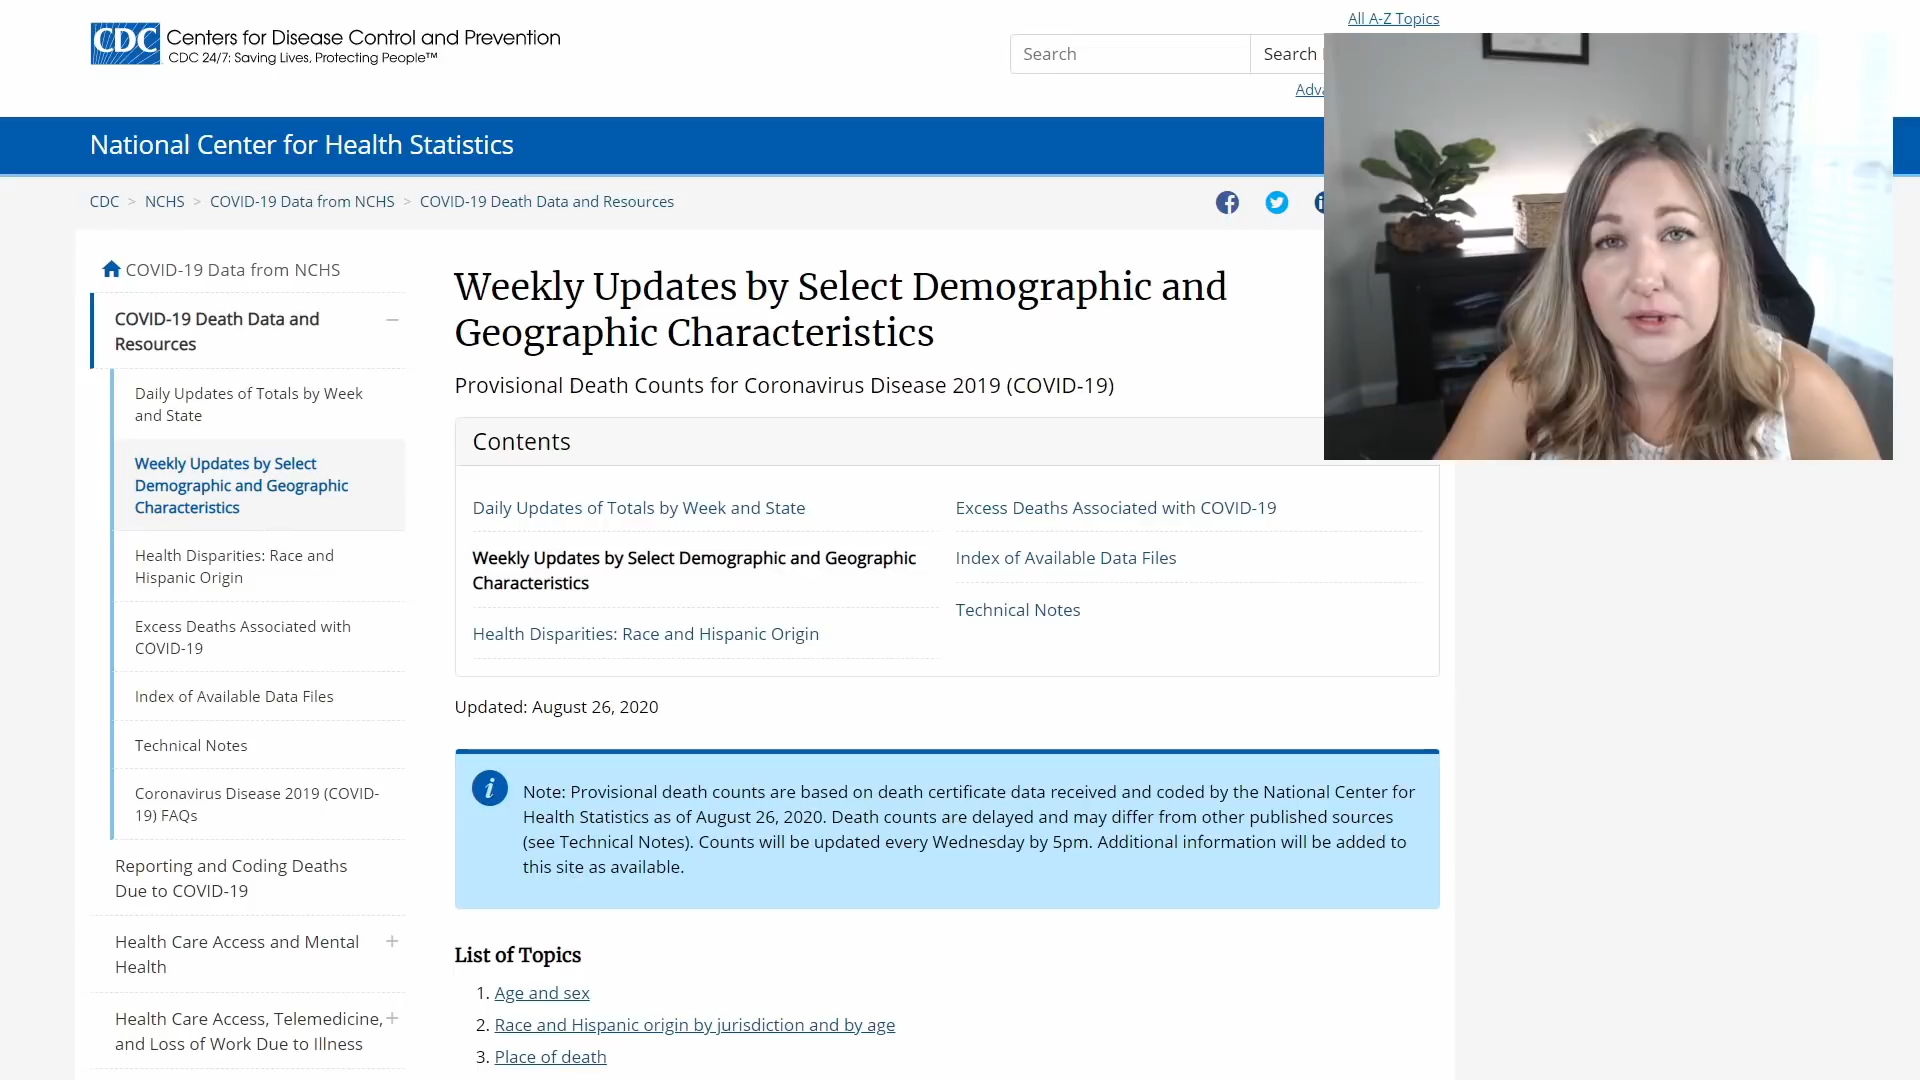 All A-Z Topics
CDC
Centers for Disease Control and Prevention
CDC 24/7: Saving Lives, Protecting People™
Search
Search
National Center for Health Statistics
CDC > NCHS > COVID-19 Data from NCHS > COVID-19 Death Data and Resources
COVID-19 Data from NCHS
COVID-19 Death Data and
Resources
Daily Updates of Totals by Week
and State
Weekly Updates by Select
Demographic and Geographic
Characteristics
Health Disparities: Race and
Hispanic Origin
Excess Deaths Associated with
COVID-19
Index of Available Data Files
Technical Notes
Coronavirus Disease 2019 (COVID-
19) FAQs
Reporting and Coding Deaths
Due to COVID-19
Health Care Access and Mental
Health
Health Care Access, Telemedicine,
and Loss of Work Due to Illness
Weekly Updates by Select Demographic and
Geographic Characteristics
Provisional Death Counts for Coronavirus Disease 2019 (COVID-19)
Contents
Daily Updates of Totals by Week and State
Weekly Updates by Select Demographic and Geographic
Characteristics
Health Disparities: Race and Hispanic Origin
Excess Deaths Associated with COVID-19
Index of Available Data Files
Technical Notes
Updated: August 26, 2020
Note: Provisional death counts are based on death certificate data received and coded by the National Center for
Health Statistics as of August 26, 2020. Death counts are delayed and may differ from other published sources
(see Technical Notes). Counts will be updated every Wednesday by 5pm. Additional information will be added to
this site as available.
List of Topics
1. Age and sex
2. Race and Hispanic origin by jurisdiction and by age
3. Place of death